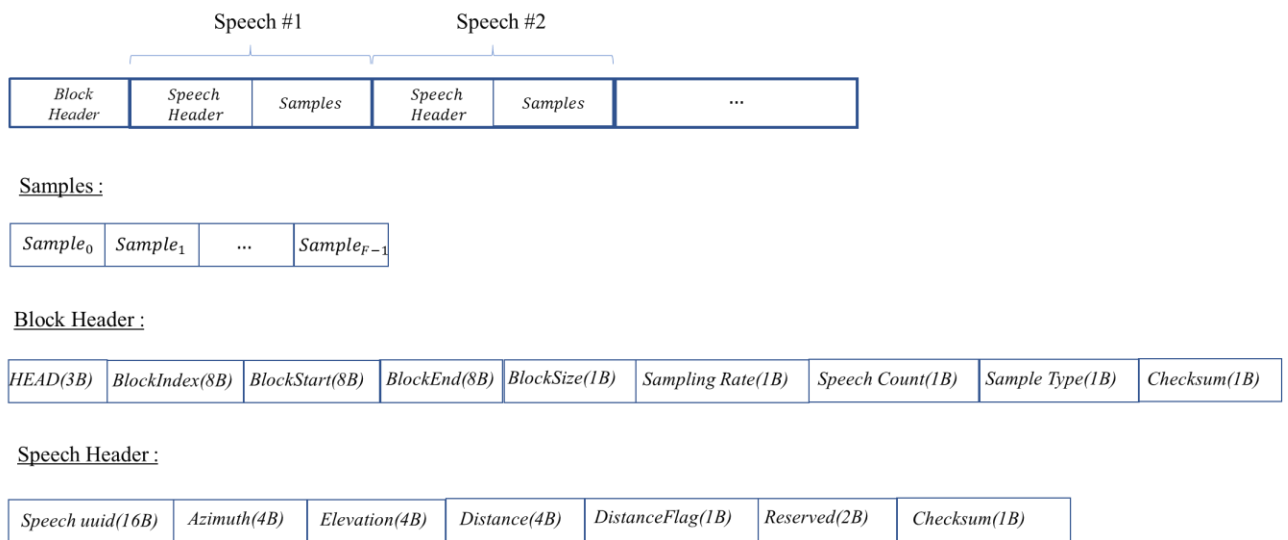 Speech #1 Speech #2
Block Header Speech Header Samples Speech Header Samples ...
Samples :
Sample₀ Sample₁ ... Sample_{F−1}
Block Header :
HEAD(3B) BlockIndex(8B) BlockStart(8B) BlockEnd(8B) BlockSize(1B) Sampling Rate(1B) Speech Count(1B) Sample Type(1B) Checksum(1B)
Speech Header :
Speech uuid(16B) Azimuth(4B) Elevation(4B) Distance(4B) DistanceFlag(1B) Reserved(2B) Checksum(1B)